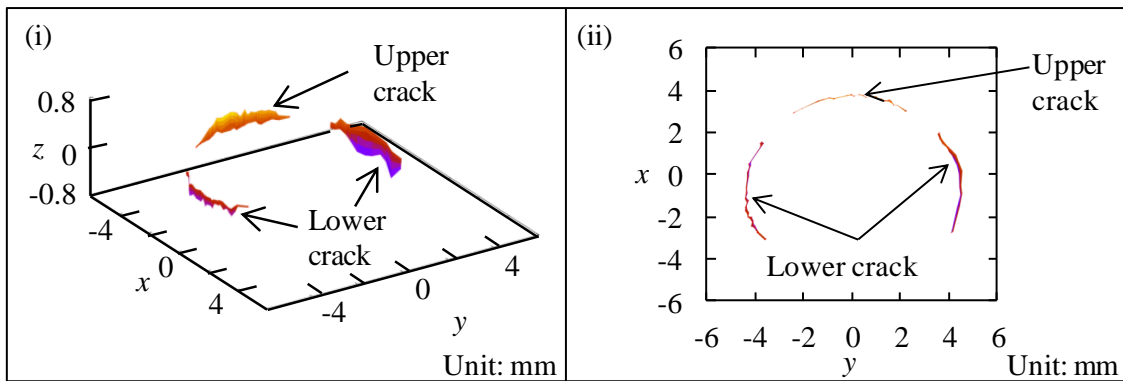 (i)
Upper
crack
0.8
z
0
-0.8
-4
x
0
4
Lower
crack
-4
0
4
y
Unit: mm
(ii)
6
4
2
x
0
-2
-4
-6
Upper
crack
Lower crack
-6
-4
-2
0
2
4
6
y
Unit: mm